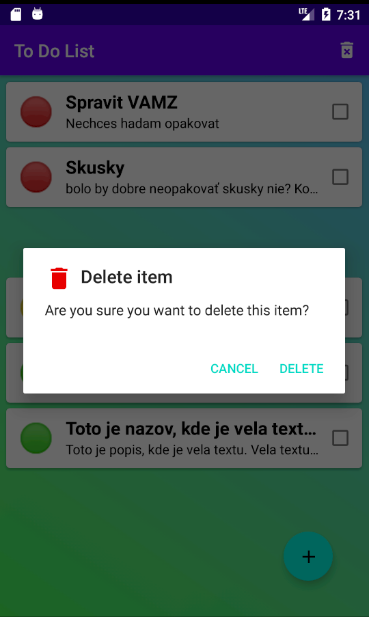 LTE 7:31
To Do List
Spravit VAMZ
Nechces hadam opakovat
Skusky
bolo by dobre neopakovať skusky nie? Ko...
Delete item
Are you sure you want to delete this item?
CANCEL DELETE
Toto je nazov, kde je vela text...
Toto je popis, kde je vela textu. Vela textu...
+